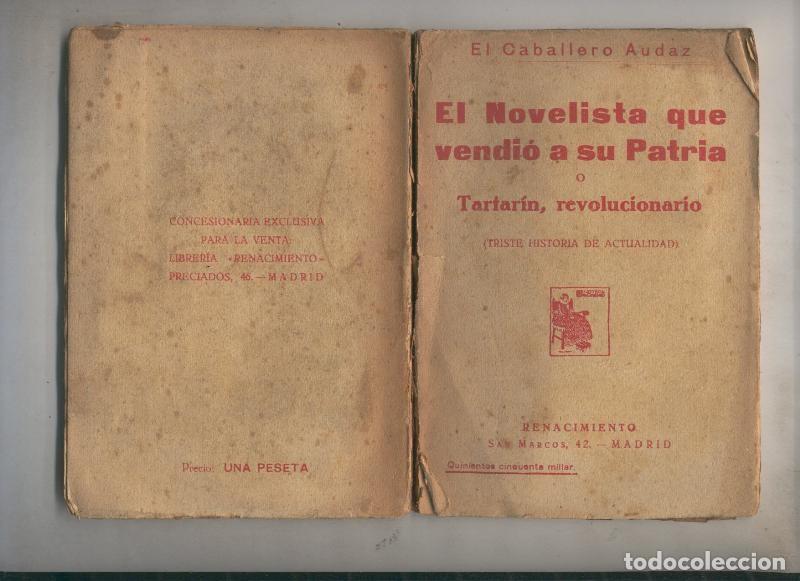 CONCESIONARIA EXCLUSIVA
PARA LA VENTA:
LIBRERÍA «RENACIMIENTO»
PRECIADOS, 46.—MADRID
Precio: UNA PESETA
El Caballero Audaz
El Novelista que
vendió a su Patria
o
Tartarín, revolucionario
(TRISTE HISTORIA DE ACTUALIDAD)
RENACIMIENTO
SAN MARCOS, 42.—MADRID
Quinientos cincuenta millar.
todocoleccion